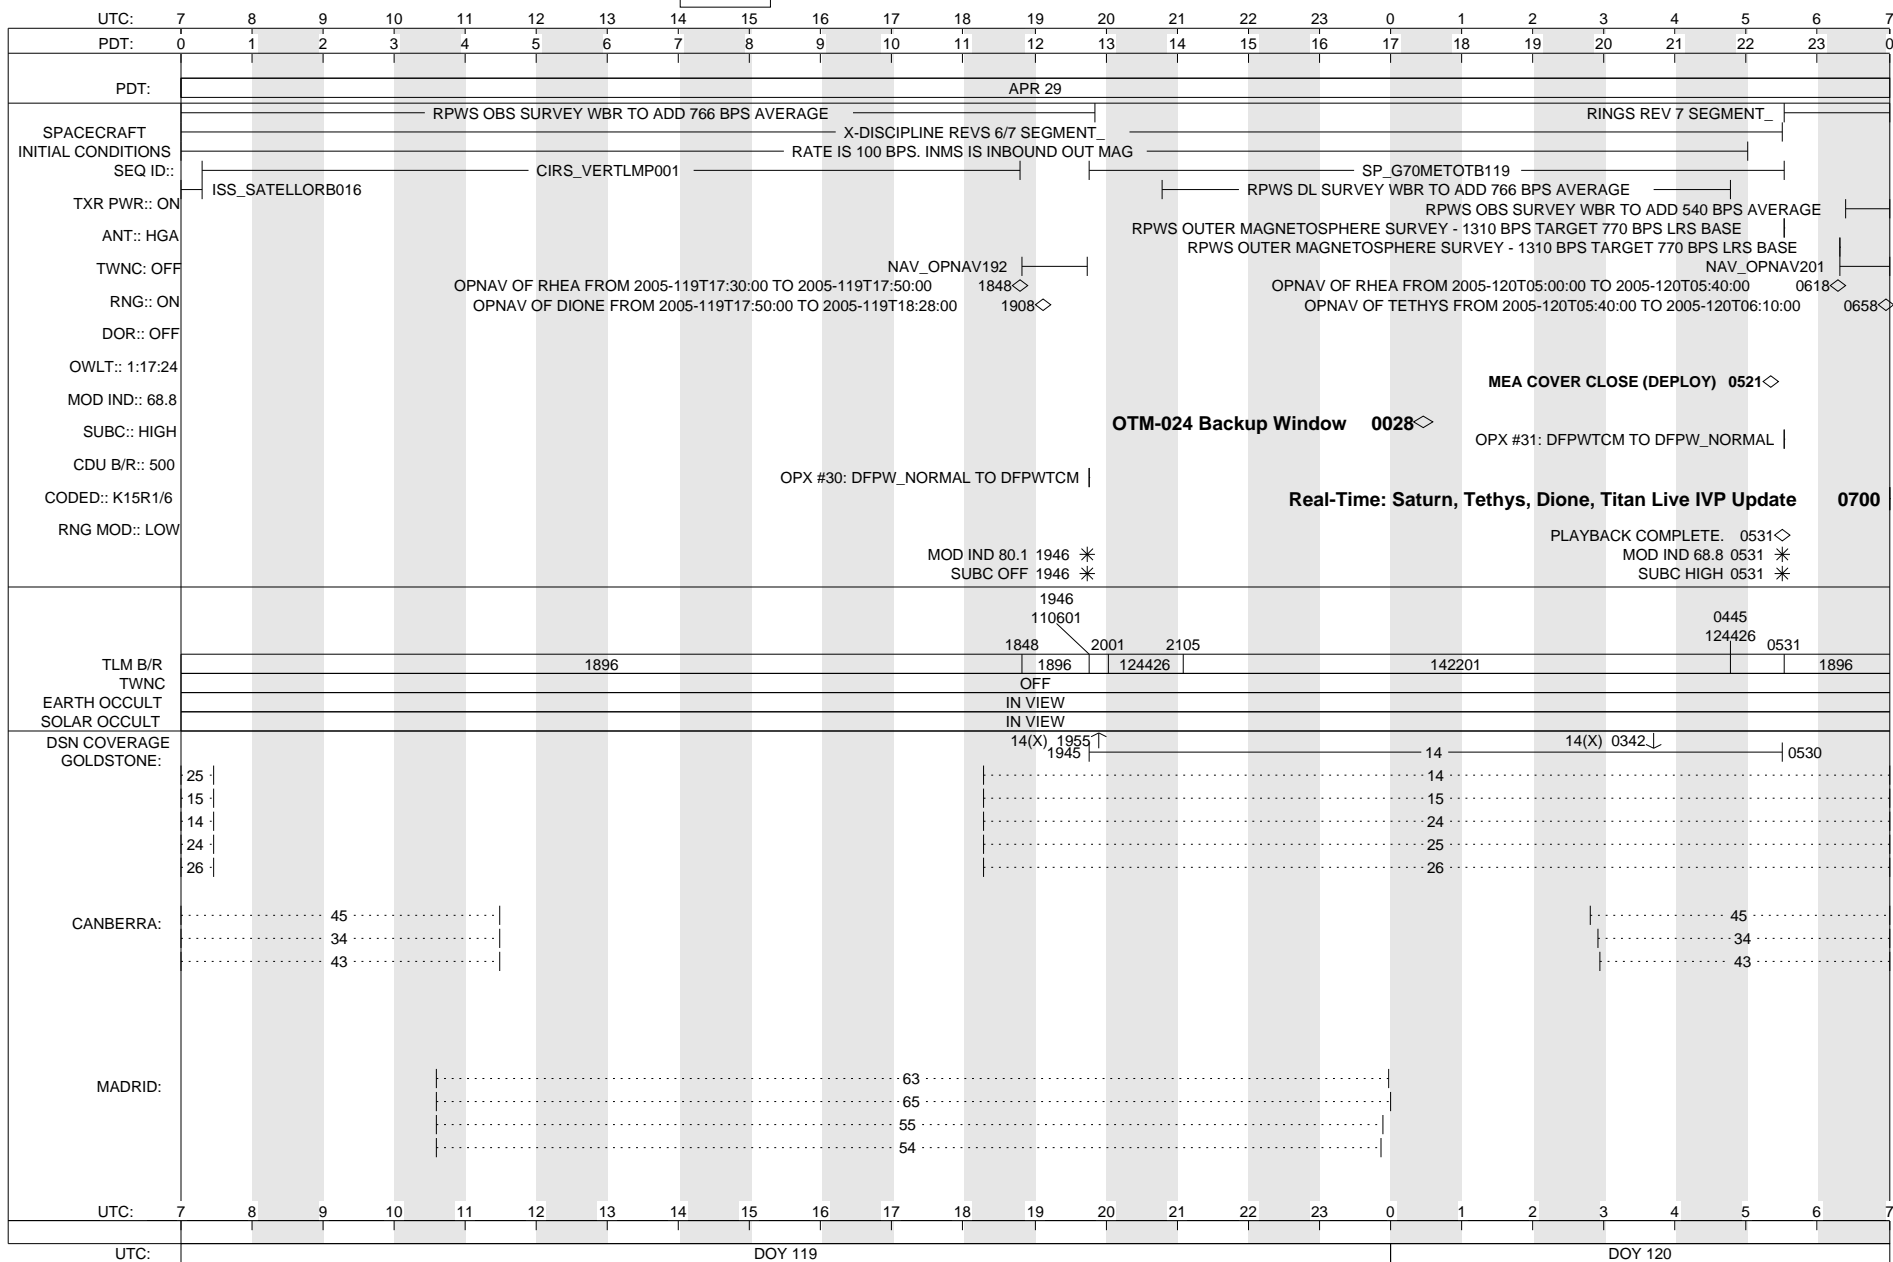 UTC: 7 8 9 10 11 12 13 14 15 16 17 18 19 20 21 22 23 0 1 2 3 4 5 6 7
PDT: 0 1 2 3 4 5 6 7 8 9 10 11 12 13 14 15 16 17 18 19 20 21 22 23 0
PDT: APR 29
RPWS OBS SURVEY WBR TO ADD 766 BPS AVERAGE RINGS REV 7 SEGMENT_
SPACECRAFT X-DISCIPLINE REVS 6/7 SEGMENT_
INITIAL CONDITIONS RATE IS 100 BPS. INMS IS INBOUND OUT MAG
SEQ ID:: CIRS_VERTLMP001 SP_G70METOTB119
ISS_SATELLORB016 RPWS DL SURVEY WBR TO ADD 766 BPS AVERAGE
TXR PWR:: ON
RPWS OBS SURVEY WBR TO ADD 540 BPS AVERAGE
ANT:: HGA RPWS OUTER MAGNETOSPHERE SURVEY - 1310 BPS TARGET 770 BPS LRS BASE
RPWS OUTER MAGNETOSPHERE SURVEY - 1310 BPS TARGET 770 BPS LRS BASE
TWNC: OFF NAV_OPNAV192 NAV_OPNAV201
OPNAV OF RHEA FROM 2005-119T17:30:00 TO 2005-119T17:50:00 1848 OPNAV OF RHEA FROM 2005-120T05:00:00 TO 2005-120T05:40:00 0618
RNG:: ON OPNAV OF DIONE FROM 2005-119T17:50:00 TO 2005-119T18:28:00 1908 OPNAV OF TETHYS FROM 2005-120T05:40:00 TO 2005-120T06:10:00 0658
DOR:: OFF
OWLT:: 1:17:24
MEA COVER CLOSE (DEPLOY) 0521
MOD IND:: 68.8
OTM-024 Backup Window 0028
SUBC:: HIGH OPX #31: DFPWTCM TO DFPW_NORMAL
CDU B/R:: 500
OPX #30: DFPW_NORMAL TO DFPWTCM
CODED:: K15R1/6 Real-Time: Saturn, Tethys, Dione, Titan Live IVP Update 0700
RNG MOD:: LOW PLAYBACK COMPLETE. 0531
MOD IND 80.1 1946 MOD IND 68.8 0531
SUBC OFF 1946 SUBC HIGH 0531
1946
110601 0445
124426
1848 2001 2105 0531
TLM B/R 1896 1896 124426 142201 1896
TWNC OFF
EARTH OCCULT IN VIEW
SOLAR OCCULT IN VIEW
DSN COVERAGE 14(X) 1955 14(X) 0342
1945 14 0530
GOLDSTONE:
25 14
15 15
14 24
24 25
26 26
CANBERRA: 45 45
34 34
43 43
MADRID: 63
65
55
54
UTC: 7 8 9 10 11 12 13 14 15 16 17 18 19 20 21 22 23 0 1 2 3 4 5 6 7
UTC: DOY 119 DOY 120